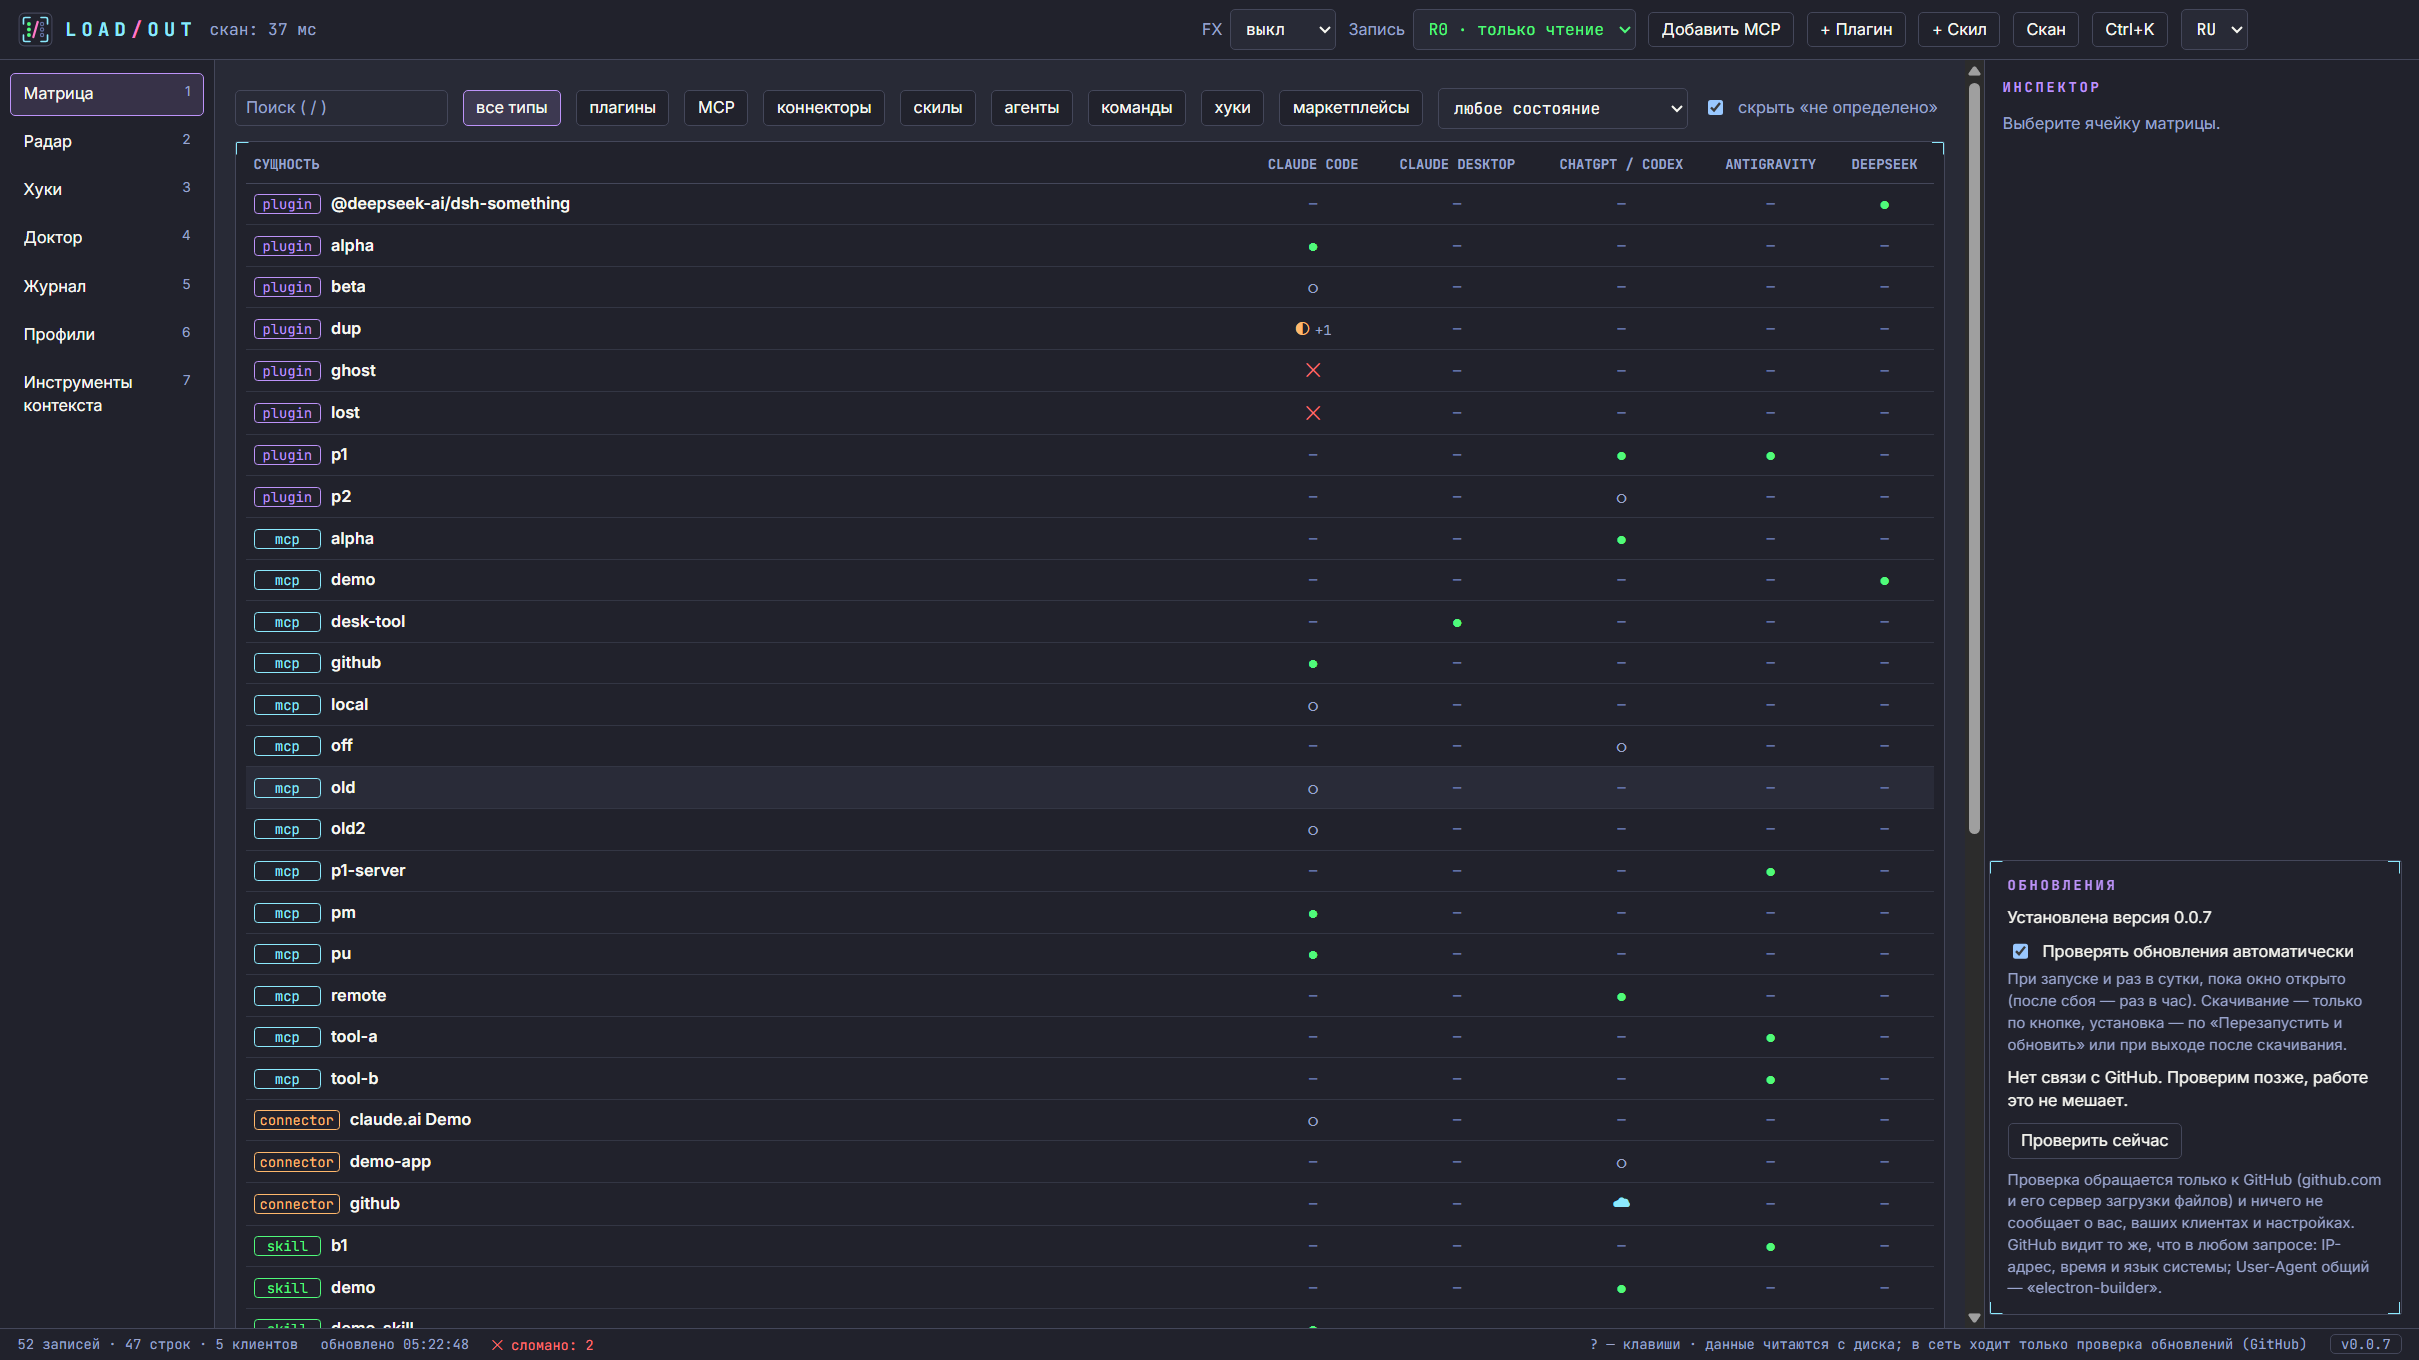 LOAD/OUT скан: 37 мс FX выкл Запись R0 · только чтение Добавить MCP + Плагин + Скил Скан Ctrl+K RU
Матрица 1
Радар 2
Хуки 3
Доктор 4
Журнал 5
Профили 6
Инструменты контекста 7
Поиск ( / ) все типы плагины MCP коннекторы скилы агенты команды хуки маркетплейсы любое состояние скрыть «не определено»
СУЩНОСТЬ CLAUDE CODE CLAUDE DESKTOP CHATGPT / CODEX ANTIGRAVITY DEEPSEEK
plugin @deepseek-ai/dsh-something – – – – ●
plugin alpha ● – – – –
plugin beta ○ – – – –
plugin dup ◐ +1 – – – –
plugin ghost ✕ – – – –
plugin lost ✕ – – – –
plugin p1 – – ● ● –
plugin p2 – – ○ – –
mcp alpha – – ● – –
mcp demo – – – – ●
mcp desk-tool – ● – – –
mcp github ● – – – –
mcp local ○ – – – –
mcp off – – ○ – –
mcp old ○ – – – –
mcp old2 ○ – – – –
mcp p1-server – – – ● –
mcp pm ● – – – –
mcp pu ● – – – –
mcp remote – – ● – –
mcp tool-a – – – ● –
mcp tool-b – – – ● –
connector claude.ai Demo ○ – – – –
connector demo-app – – ○ – –
connector github – – ☁ – –
skill b1 – – – ● –
skill demo – – ● – –
skill demo-skill
ИНСПЕКТОР
Выберите ячейку матрицы.
ОБНОВЛЕНИЯ
Установлена версия 0.0.7
Проверять обновления автоматически
При запуске и раз в сутки, пока окно открыто
(после сбоя — раз в час). Скачивание — только
по кнопке, установка — по «Перезапустить и
обновить» или при выходе после скачивания.
Нет связи с GitHub. Проверим позже, работе
это не мешает.
Проверить сейчас
Проверка обращается только к GitHub (github.com
и его сервер загрузки файлов) и ничего не
сообщает о вас, ваших клиентах и настройках.
GitHub видит то же, что в любом запросе: IP-
адрес, время и язык системы; User-Agent общий
— «electron-builder».
52 записей · 47 строк · 5 клиентов обновлено 05:22:48 ✕ сломано: 2 ? — клавиши · данные читаются с диска; в сеть ходит только проверка обновлений (GitHub) v0.0.7